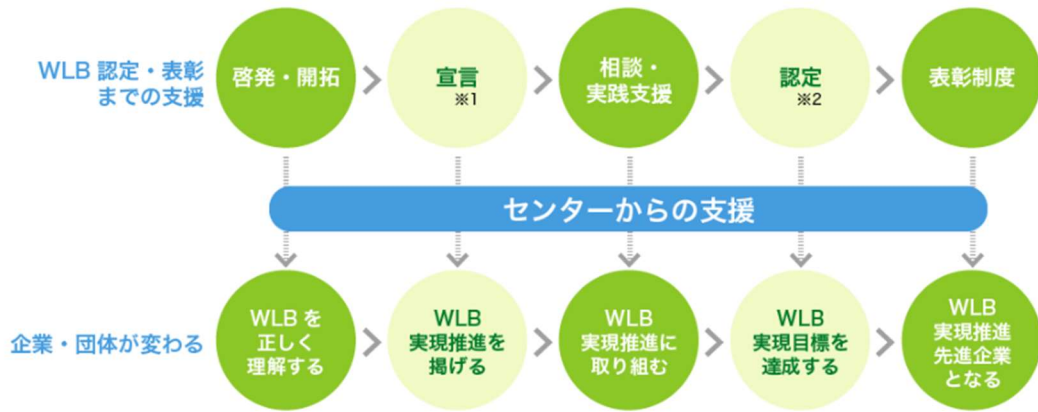 WLB 認定・表彰
までの支援
啓発・開拓
宣言
※1
相談・
実践支援
認定
※2
表彰制度
センターからの支援
企業・団体が変わる
WLBを
正しく
理解する
WLB
実現推進を
掲げる
WLB
実現推進に
取り組む
WLB
実現目標を
達成する
WLB
実現推進
先進企業
となる